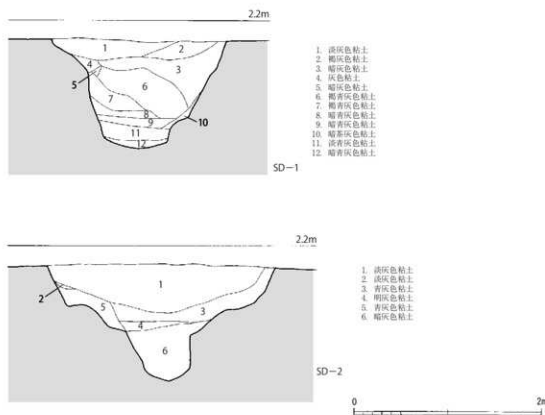 2.2m
1 2
4 3
5 6
7
8
9 10
11
12
SD-1
1. 淡灰色粘土
2. 褐灰色粘土
3. 暗灰色粘土
4. 灰色粘土
5. 暗灰色粘土
6. 褐青灰色粘土
7. 褐青灰色粘土
8. 暗青灰色粘土
9. 暗青灰色粘土
10. 暗茶灰色粘土
11. 淡青灰色粘土
12. 暗青灰色粘土
2.2m
1
2
5 3
4
6
SD-2
1. 淡灰色粘土
2. 淡灰色粘土
3. 青灰色粘土
4. 明灰色粘土
5. 青灰色粘土
6. 暗灰色粘土
0 2m